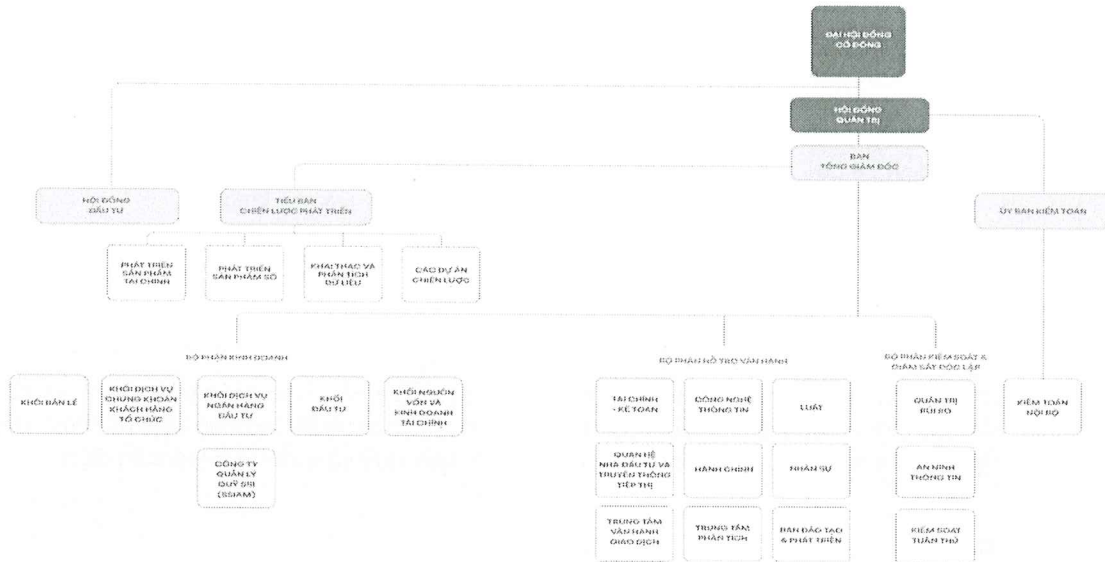 ĐẠI HỘI ĐỒNG
CỔ ĐÔNG
HỘI ĐỒNG
QUẢN TRỊ
BAN
TỔNG GIÁM ĐỐC
HỘI ĐỒNG
ĐẦU TƯ
TIỂU BAN
CHIẾN LƯỢC PHÁT TRIỂN
ỦY BAN KIỂM TOÁN
PHÁT TRIỂN
SẢN PHẨM
TÀI CHÍNH
PHÁT TRIỂN
SẢN PHẨM SỐ
KHAI THÁC VÀ
PHÂN TÍCH
DỮ LIỆU
CÁC DỰ ÁN
CHIẾN LƯỢC
BỘ PHẬN KINH DOANH
BỘ PHẬN HỖ TRỢ VẬN HÀNH
BỘ PHẬN KIỂM SOÁT &
GIÁM SÁT ĐỘC LẬP
KHỐI BÁN LẺ
KHỐI DỊCH VỤ
CHỨNG KHOÁN
KHÁCH HÀNG
TỔ CHỨC
KHỐI DỊCH VỤ
NGÂN HÀNG
ĐẦU TƯ
KHỐI
ĐẦU TƯ
KHỐI NGUỒN
VỐN VÀ
KINH DOANH
TÀI CHÍNH
TÀI CHÍNH
- KẾ TOÁN
CÔNG NGHỆ
THÔNG TIN
LUẬT
QUẢN TRỊ
RỦI RO
KIỂM TOÁN
NỘI BỘ
CÔNG TY
QUẢN LÝ
QUỸ SSI
(SSIAM)
QUAN HỆ
NHÀ ĐẦU TƯ VÀ
TRUYỀN THÔNG
TIẾP THỊ
HÀNH CHÍNH
NHÂN SỰ
AN NINH
THÔNG TIN
TRUNG TÂM
VẬN HÀNH
GIAO DỊCH
TRUNG TÂM
PHÂN TÍCH
BAN ĐÀO TẠO
& PHÁT TRIỂN
KIỂM SOÁT
TUÂN THỦ